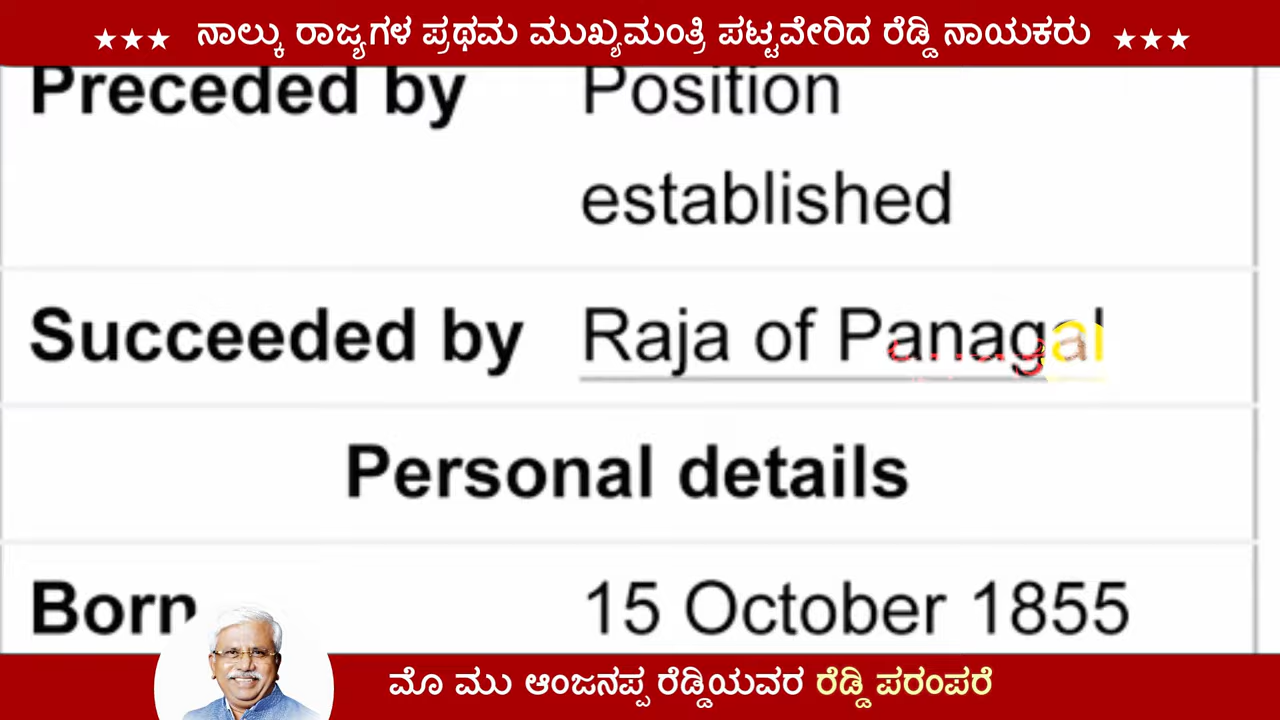 ★★★ ನಾಲ್ಕು ರಾಜ್ಯಗಳ ಪ್ರಥಮ ಮುಖ್ಯಮಂತ್ರಿ ಪಟ್ಟವೇರಿದ ರೆಡ್ಡಿ ನಾಯಕರು ★★★
Preceded by Position
established
Succeeded by Raja of Panagal
Personal details
Born 15 October 1855
ಮೊ ಮು ಆಂಜನಪ್ಪ ರೆಡ್ಡಿಯವರ ರೆಡ್ಡಿ ಪರಂಪರೆ